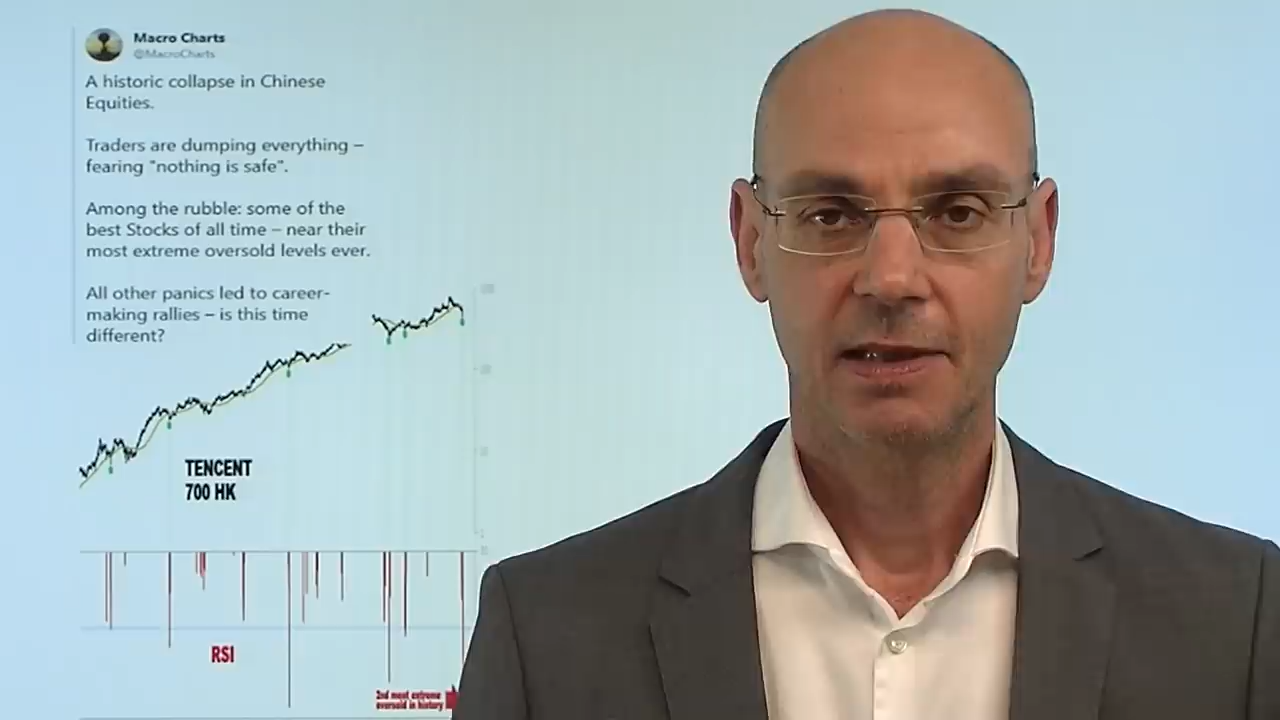 Macro Charts
@MacroCharts
A historic collapse in Chinese
Equities.
Traders are dumping everything –
fearing "nothing is safe".
Among the rubble: some of the
best Stocks of all time – near their
most extreme oversold levels ever.
All other panics led to career-
making rallies – is this time
different?
TENCENT
700 HK
RSI
2nd most extreme
oversold in history